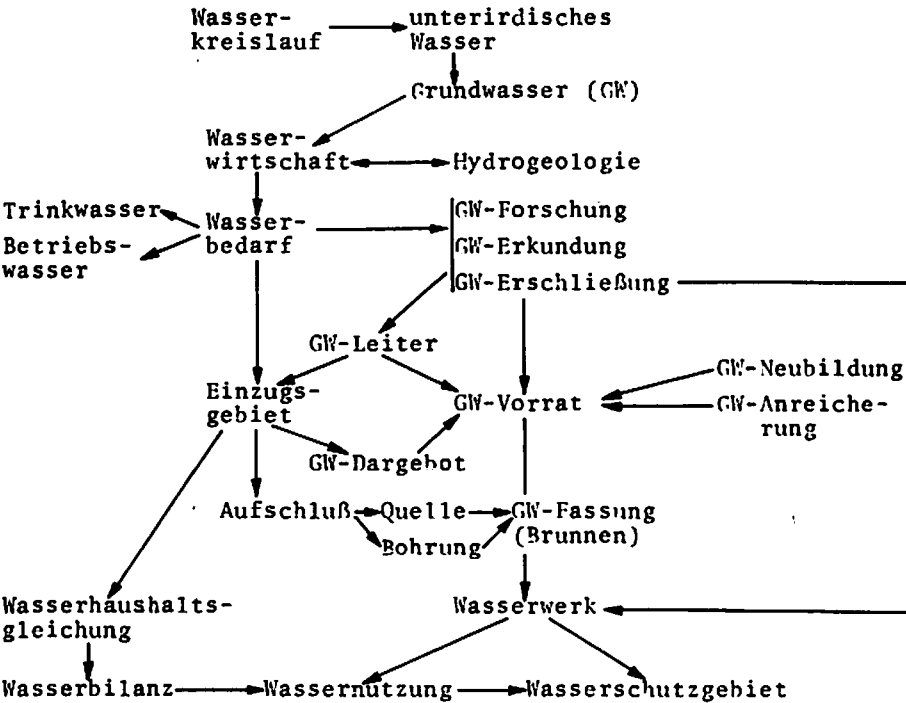 Wasser-
kreislauf
unterirdisches
Wasser
Grundwasser (GW)
Wasser-
wirtschaft
Hydrogeologie
Trinkwasser
Betriebs-
wasser
Wasser-
bedarf
GW-Forschung
GW-Erkundung
GW-Erschließung
GW-Leiter
Einzugs-
gebiet
GW-Vorrat
GW-Neubildung
GW-Anreiche-
rung
GW-Dargebot
Aufschluß
Quelle
Bohrung
GW-Fassung
(Brunnen)
Wasserhaushalts-
gleichung
Wasserwerk
Wasserbilanz
Wassernutzung
Wasserschutzgebiet